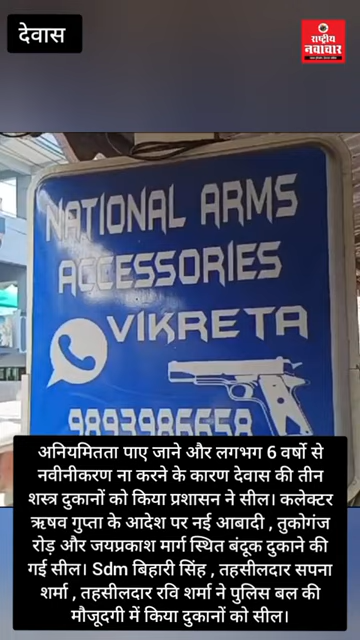 देवास
राष्ट्रीय
नवाचार
NATIONAL ARMS
ACCESSORIES
VIKRETA
9893986658
अनियमितता पाए जाने और लगभग 6 वर्षो से
नवीनीकरण ना करने के कारण देवास की तीन
शस्त्र दुकानों को किया प्रशासन ने सील। कलेक्टर
ऋषव गुप्ता के आदेश पर नई आबादी , तुकोगंज
रोड़ और जयप्रकाश मार्ग स्थित बंदूक दुकाने की
गई सील। Sdm बिहारी सिंह , तहसीलदार सपना
शर्मा , तहसीलदार रवि शर्मा ने पुलिस बल की
मौजूदगी में किया दुकानों को सील।